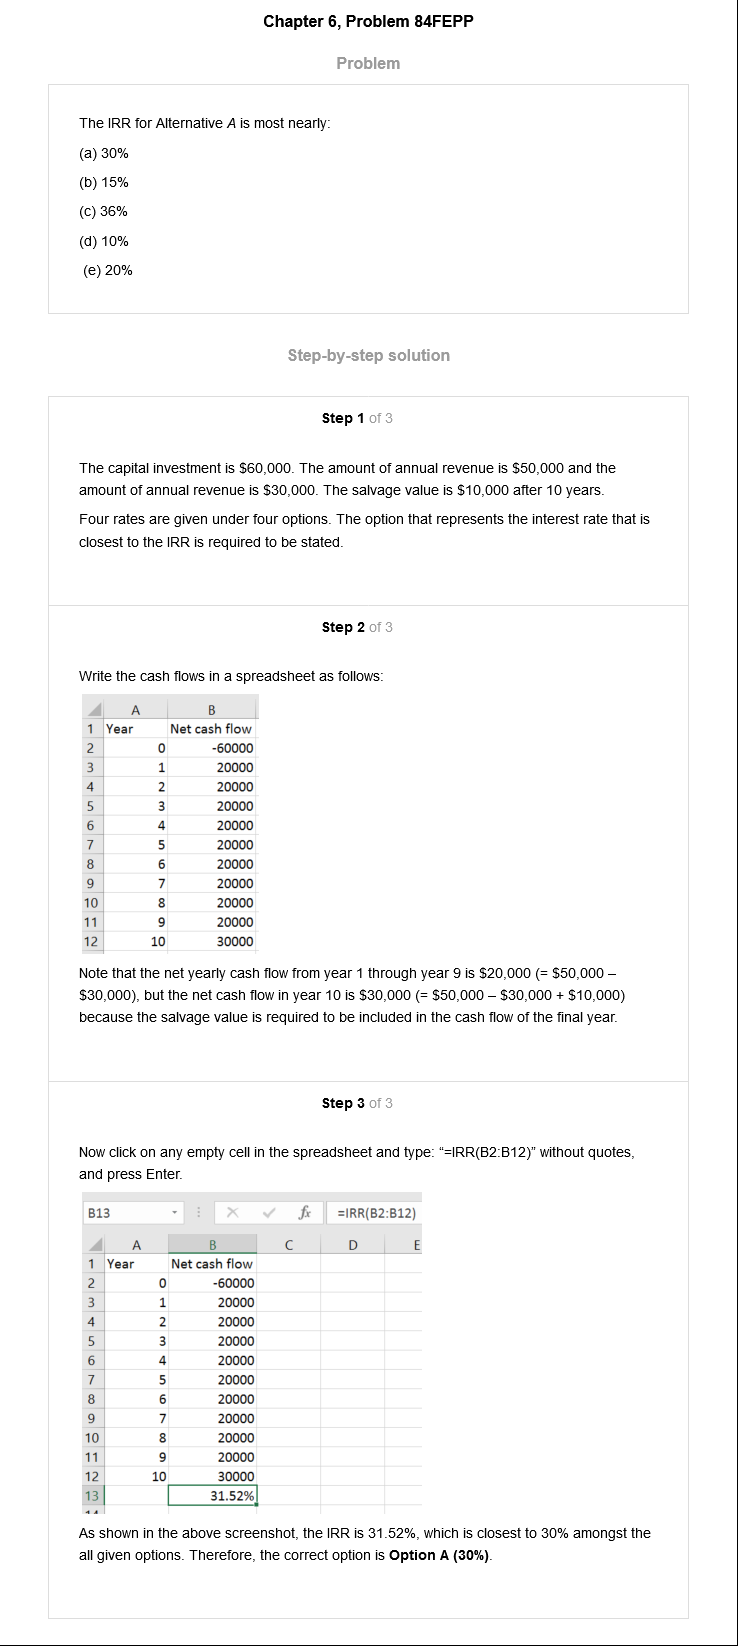 Chapter 6, Problem 84FEPP
Problem
The IRR for Alternative A is most nearly:
(a) 30%
(b) 15%
(c) 36%
(d) 10%
(e) 20%
Step-by-step solution
Step 1 of 3
The capital investment is $60,000. The amount of annual revenue is $50,000 and the
amount of annual revenue is $30,000. The salvage value is $10,000 after 10 years.
Four rates are given under four options. The option that represents the interest rate that is
closest to the IRR is required to be stated.
Step 2 of 3
Write the cash flows in a spreadsheet as follows:
A B
1 Year Net cash flow
2 0 -60000
3 1 20000
4 2 20000
5 3 20000
6 4 20000
7 5 20000
8 6 20000
9 7 20000
10 8 20000
11 9 20000
12 10 30000
Note that the net yearly cash flow from year 1 through year 9 is $20,000 (= $50,000 –
$30,000), but the net cash flow in year 10 is $30,000 (= $50,000 – $30,000 + $10,000)
because the salvage value is required to be included in the cash flow of the final year.
Step 3 of 3
Now click on any empty cell in the spreadsheet and type: “=IRR(B2:B12)” without quotes,
and press Enter.
B13 fx =IRR(B2:B12)
A B C D E
1 Year Net cash flow
2 0 -60000
3 1 20000
4 2 20000
5 3 20000
6 4 20000
7 5 20000
8 6 20000
9 7 20000
10 8 20000
11 9 20000
12 10 30000
13 31.52%
As shown in the above screenshot, the IRR is 31.52%, which is closest to 30% amongst the
all given options. Therefore, the correct option is Option A (30%).